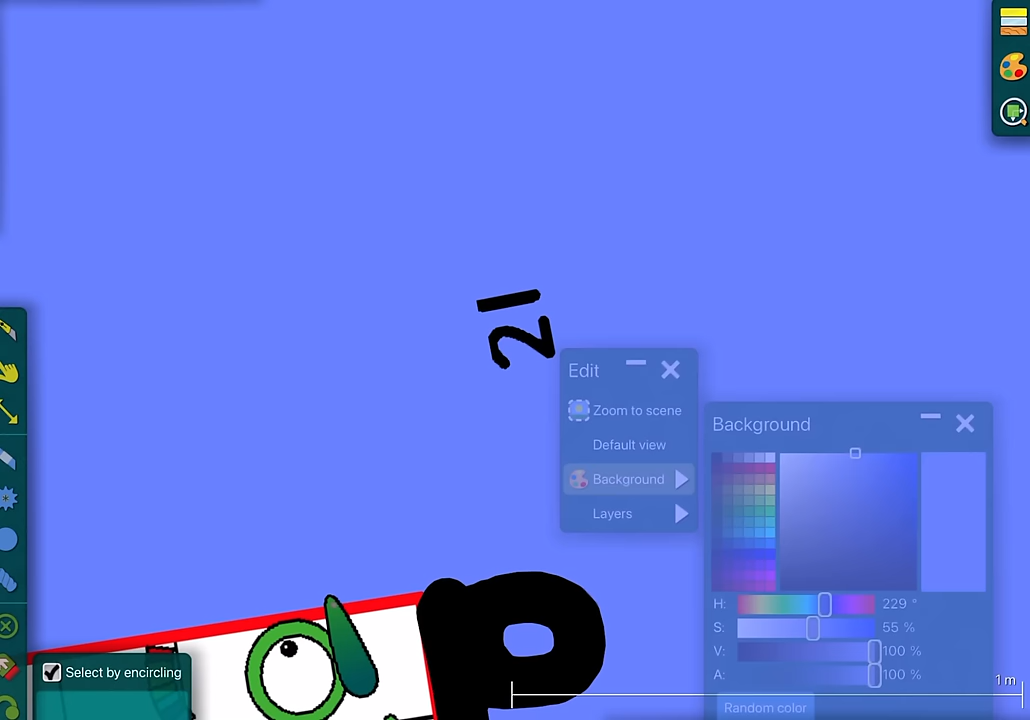 21
Edit
Zoom to scene
Default view
Background
Layers
Background
H: 229 °
S: 55 %
V: 100 %
A: 100 %
Random color
Select by encircling
P
1 m